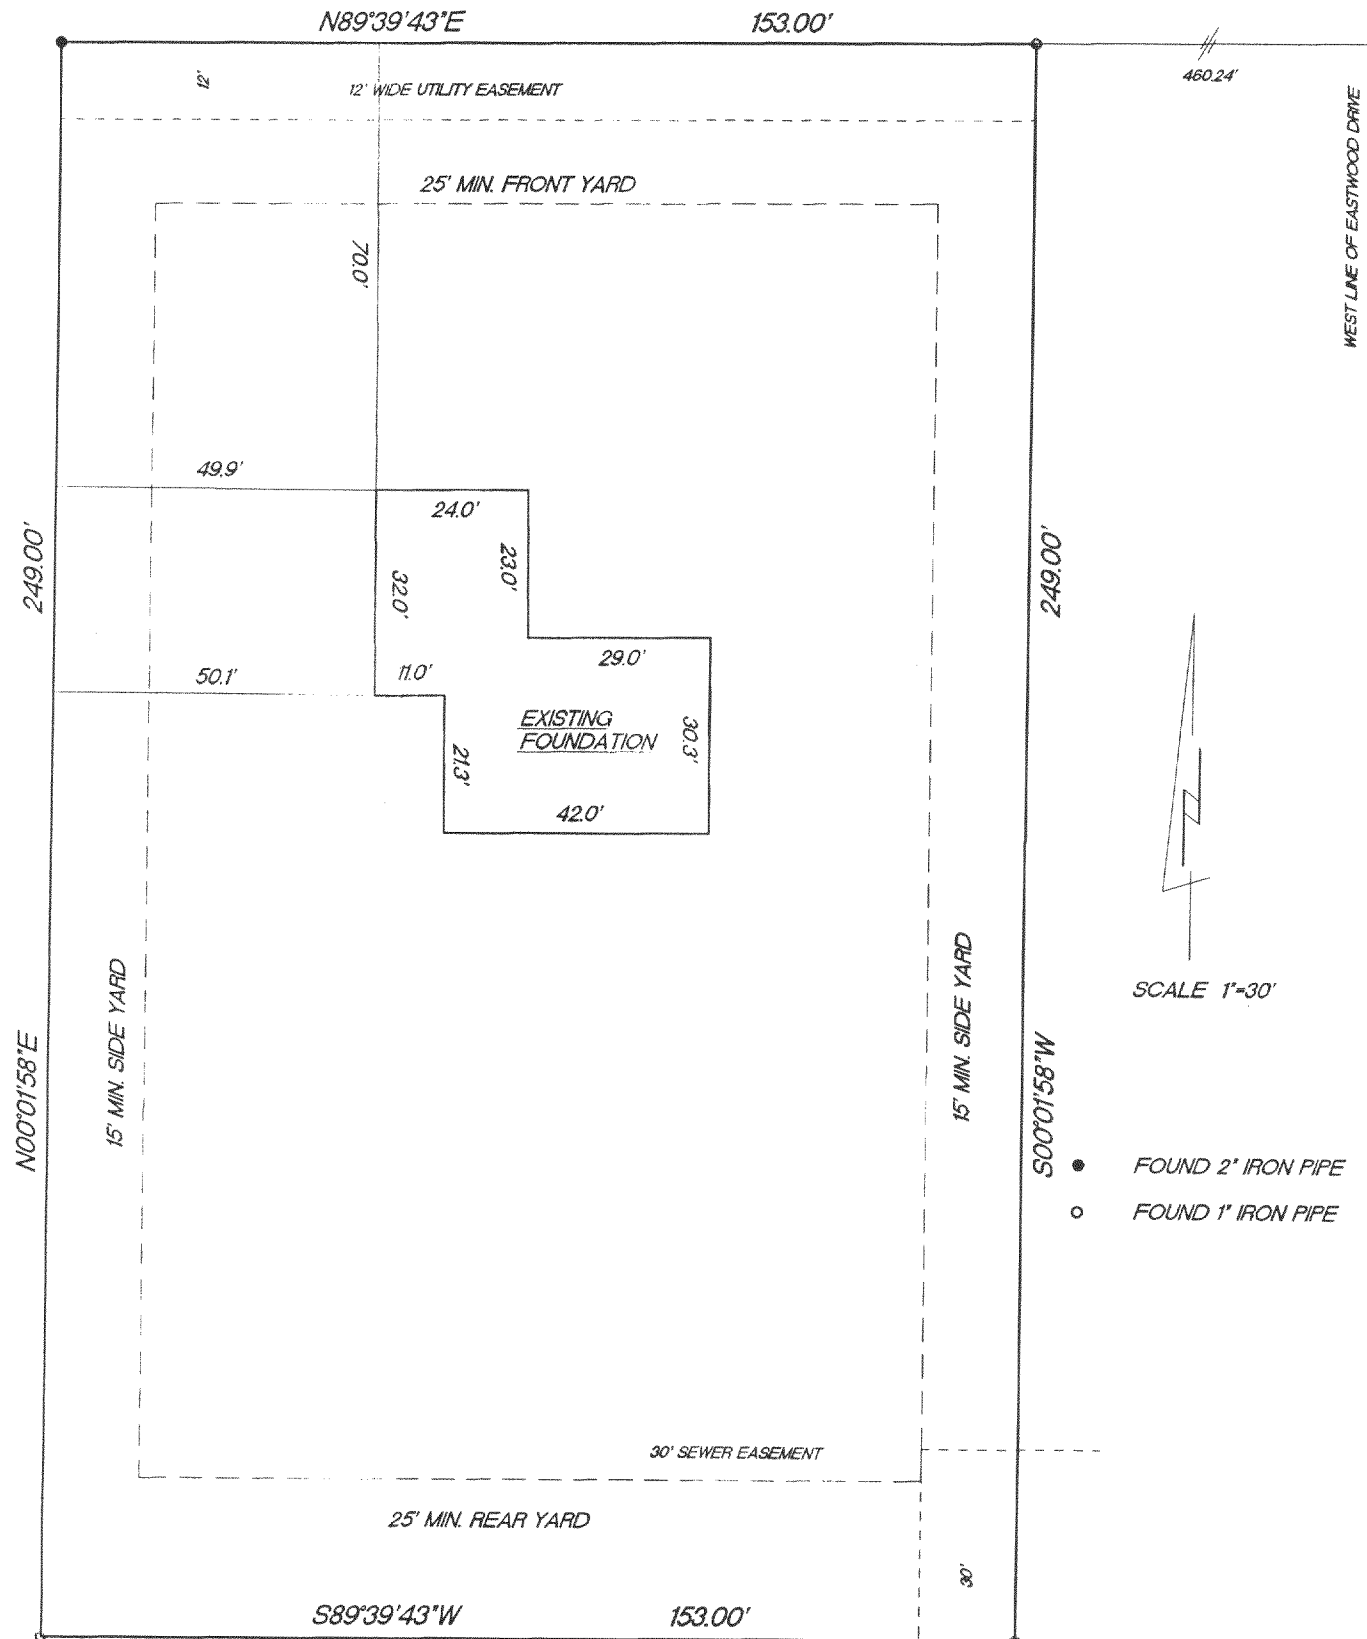 N89°39'43"E 153.00'
460.24'
12'
12' WIDE UTILITY EASEMENT
WEST LINE OF EASTWOOD DRIVE
25' MIN. FRONT YARD
70.0'
49.9'
24.0'
249.00'
23.0'
32.0'
249.00'
29.0'
50.1'
11.0'
EXISTING
FOUNDATION
30.3'
21.3'
42.0'
15' MIN. SIDE YARD
15' MIN. SIDE YARD
SCALE 1"=30'
N00°01'58"E
S00°01'58"W
FOUND 2" IRON PIPE
FOUND 1" IRON PIPE
30' SEWER EASEMENT
25' MIN. REAR YARD
30'
S89°39'43"W 153.00'